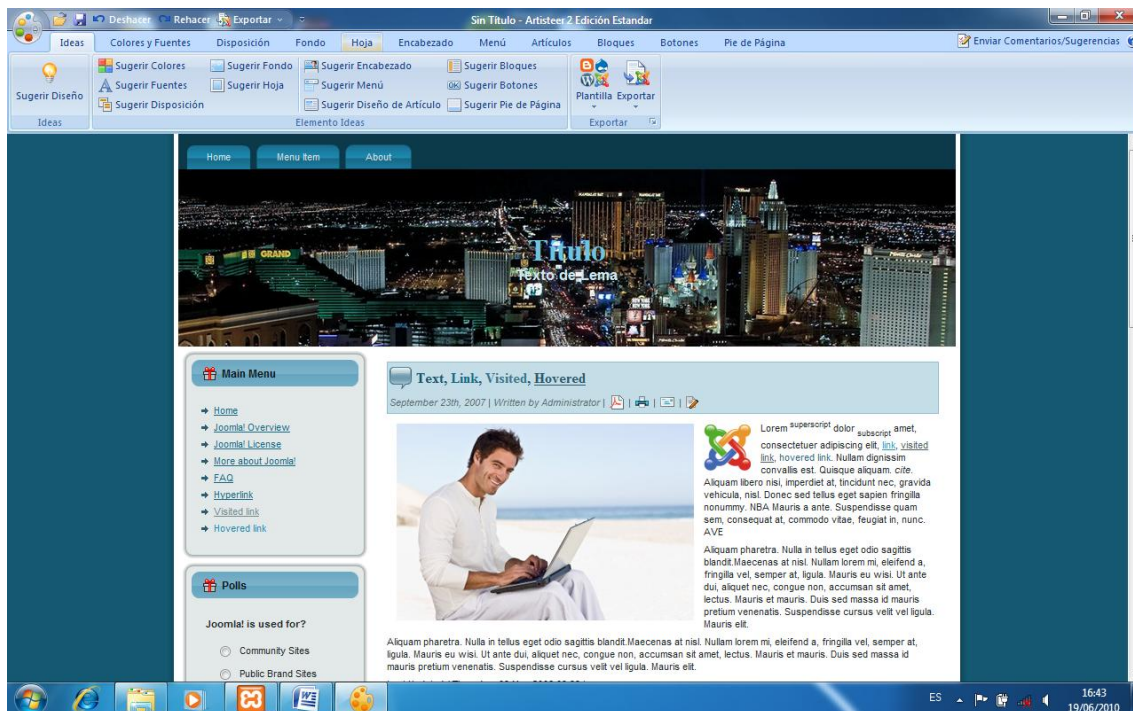 Deshacer Rehacer Exportar
Sin Título - Artisteer 2 Edición Estandar
Ideas Colores y Fuentes Disposición Fondo Hoja Encabezado Menú Artículos Bloques Botones Pie de Página Enviar Comentarios/Sugerencias
Sugerir Colores Sugerir Fondo Sugerir Encabezado Sugerir Bloques
Sugerir Diseño Sugerir Fuentes Sugerir Hoja Sugerir Menú OK Sugerir Botones Plantilla Exportar
Sugerir Disposición Sugerir Diseño de Artículo Sugerir Pie de Página
Ideas Elemento Ideas Exportar
Home Menu Item About
GRAND
Título
Texto de Lema
Main Menu
Home
Joomla! Overview
Joomla! License
More about Joomla!
FAQ
Hyperlink
Visited link
Hovered link
Polls
Joomla! is used for?
Community Sites
Public Brand Sites
Text, Link, Visited, Hovered
September 23th, 2007 | Written by Administrator | | | |
Lorem superscript dolor subscript amet,
consectetuer adipiscing elit, link, visited
link, hovered link. Nullam dignissim
convallis est. Quisque aliquam. cite.
Aliquam libero nisi, imperdiet at, tincidunt nec, gravida
vehicula, nisl. Donec sed tellus eget sapien fringilla
nonummy. NBA Mauris a ante. Suspendisse quam
sem, consequat at, commodo vitae, feugiat in, nunc.
AVE
Aliquam pharetra. Nulla in tellus eget odio sagittis
blandit.Maecenas at nisl. Nullam lorem mi, eleifend a,
fringilla vel, semper at, ligula. Mauris eu wisi. Ut ante
dui, aliquet nec, congue non, accumsan sit amet,
lectus. Mauris et mauris. Duis sed massa id mauris
pretium venenatis. Suspendisse cursus velit vel ligula.
Mauris elit.
Aliquam pharetra. Nulla in tellus eget odio sagittis blandit.Maecenas at nisl. Nullam lorem mi, eleifend a, fringilla vel, semper at,
ligula. Mauris eu wisi. Ut ante dui, aliquet nec, congue non, accumsan sit amet, lectus. Mauris et mauris. Duis sed massa id
mauris pretium venenatis. Suspendisse cursus velit vel ligula. Mauris elit.
ES 16:43
19/06/2010